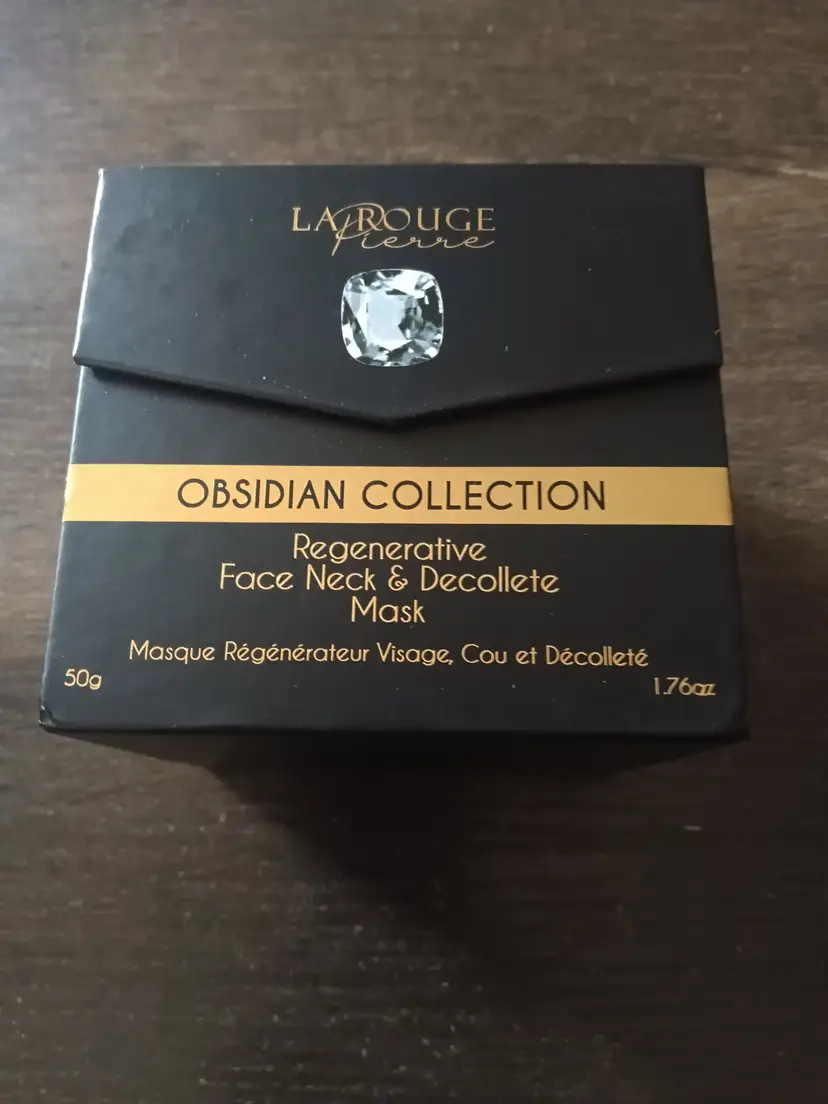 LA ROUGE
Pierre
OBSIDIAN COLLECTION
Regenerative
Face Neck & Decollete
Mask
Masque Régénérateur Visage, Cou et Décolleté
50g
1.76oz